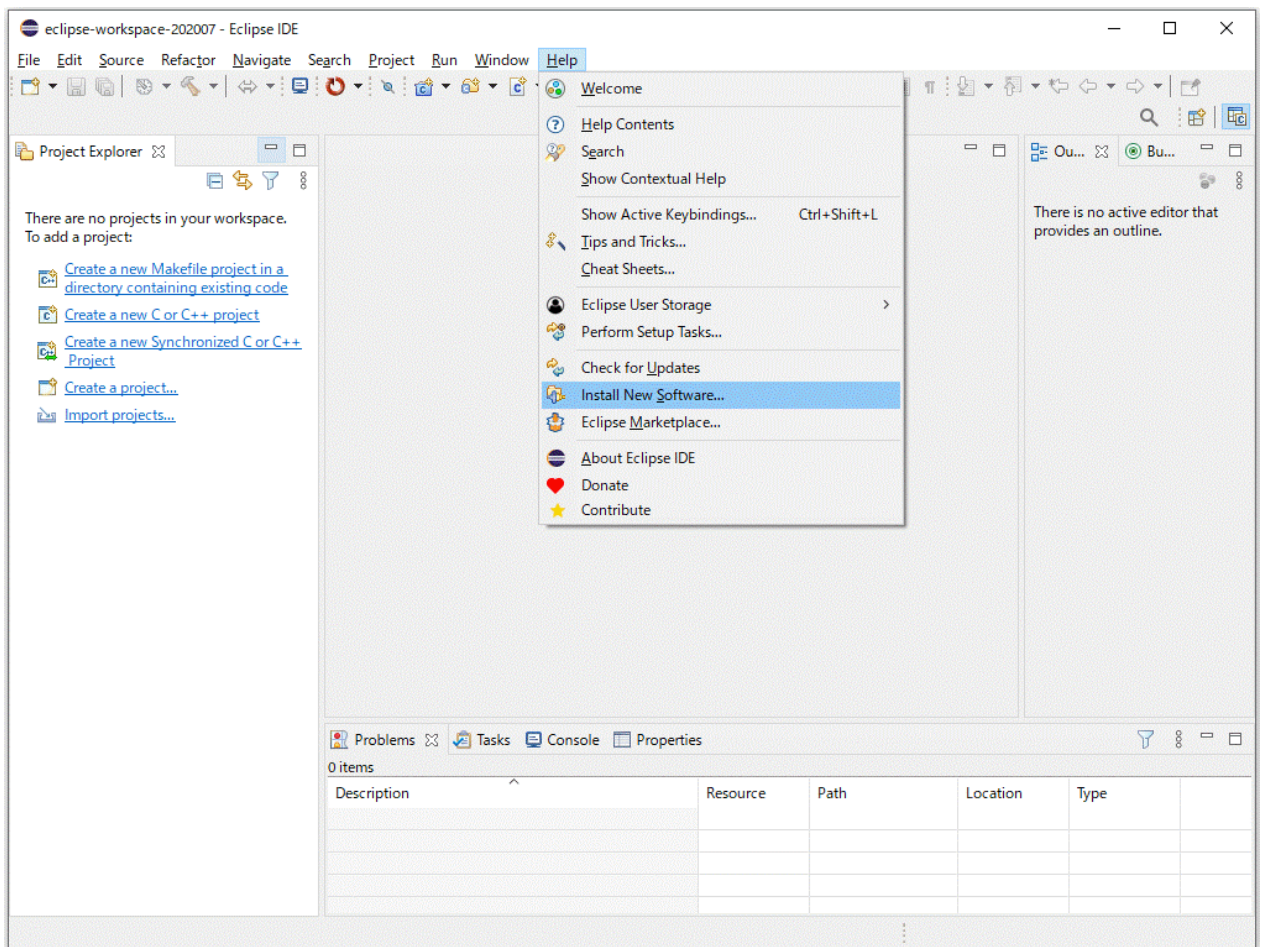 eclipse-workspace-202007 - Eclipse IDE
File Edit Source Refactor Navigate Search Project Run Window Help
Welcome
Help Contents
Search
Show Contextual Help
Show Active Keybindings... Ctrl+Shift+L
Tips and Tricks...
Cheat Sheets...
Eclipse User Storage
Perform Setup Tasks...
Check for Updates
Install New Software...
Eclipse Marketplace...
About Eclipse IDE
Donate
Contribute
Project Explorer
There are no projects in your workspace.
To add a project:
Create a new Makefile project in a
directory containing existing code
Create a new C or C++ project
Create a new Synchronized C or C++
Project
Create a project...
Import projects...
Ou... Bu...
There is no active editor that
provides an outline.
Problems Tasks Console Properties
0 items
Description Resource Path Location Type